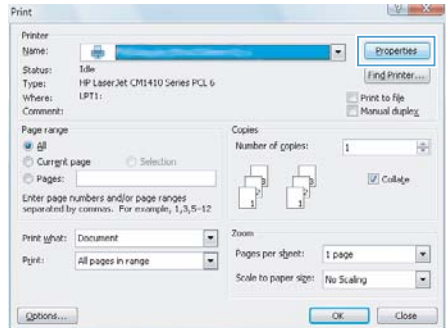 Print
Printer
Name:
Properties
Status: Idle
Type: HP LaserJet CM1410 Series PCL 6
Where: LPT1:
Comment:
Find Printer...
Print to file
Manual duplex
Page range
All
Current page Selection
Pages:
Enter page numbers and/or page ranges
separated by commas. For example, 1,3,5-12
Copies
Number of copies: 1
Collate
Print what: Document
Print: All pages in range
Zoom
Pages per sheet: 1 page
Scale to paper size: No Scaling
Options... OK Close